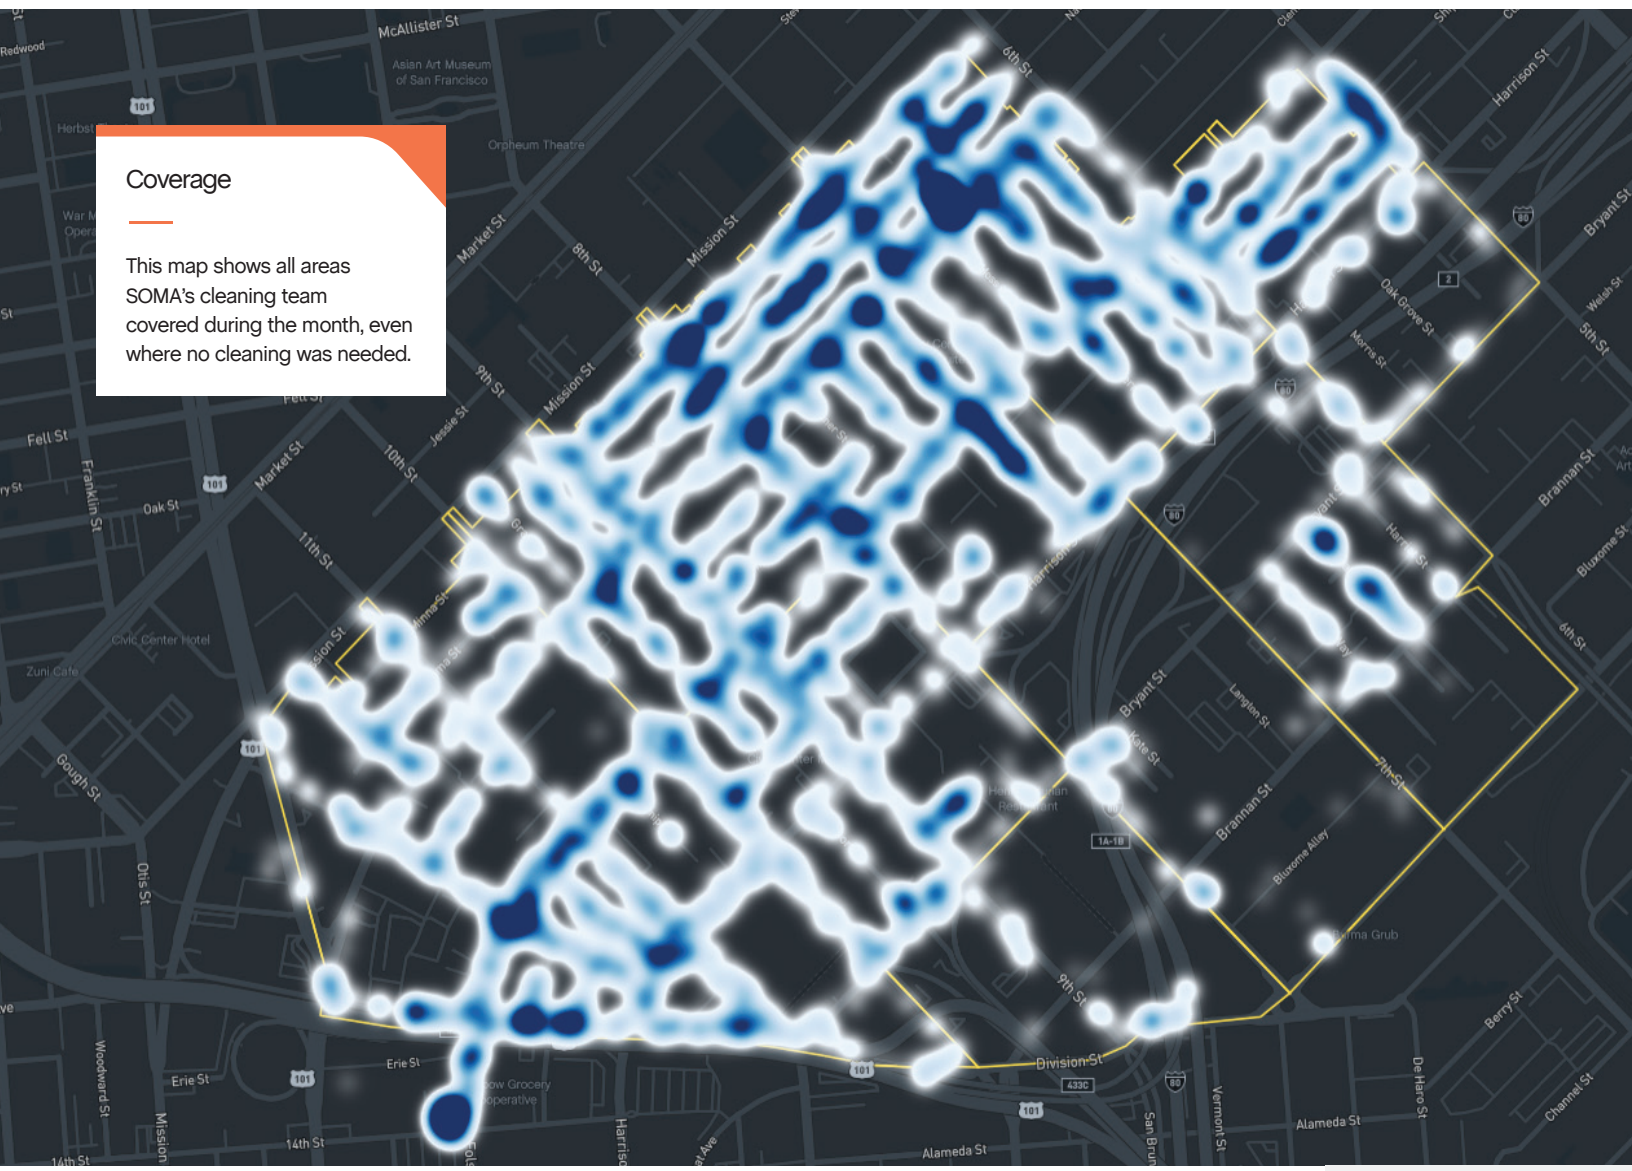 McAllister St
6th St
Harrison St
Redwood
Asian Art Museum
of San Francisco
101
Orpheum Theatre
Coverage
This map shows all areas
SOMA's cleaning team
covered during the month, even
where no cleaning was needed.
Market St
8th St
Mission St
80
Bryant St
2
Oak Grove St
Welsh St
5th St
Morris St
80
9th St
Mission St
Jessie St
Fell St
Fell St
Market St
10th St
Franklin St
101
Oak St
11th St
80
Brannan St
Bluxome St
Harrison
Minna St
Civic Center Hotel
Zuni Cafe
6th St
Bryant St
Langton St
Kate St
101
Gough St
7th St
Restaurant
1A-1B
Brannan St
Bluxome Alley
Otis St
9th St
Berry St
Division St
Erie St
Erie St
101
101
433C
80
101
Woodward St
Mission
14th St
14th St
Alameda St
Alameda St
Vermont St
De Haro St
Channel St